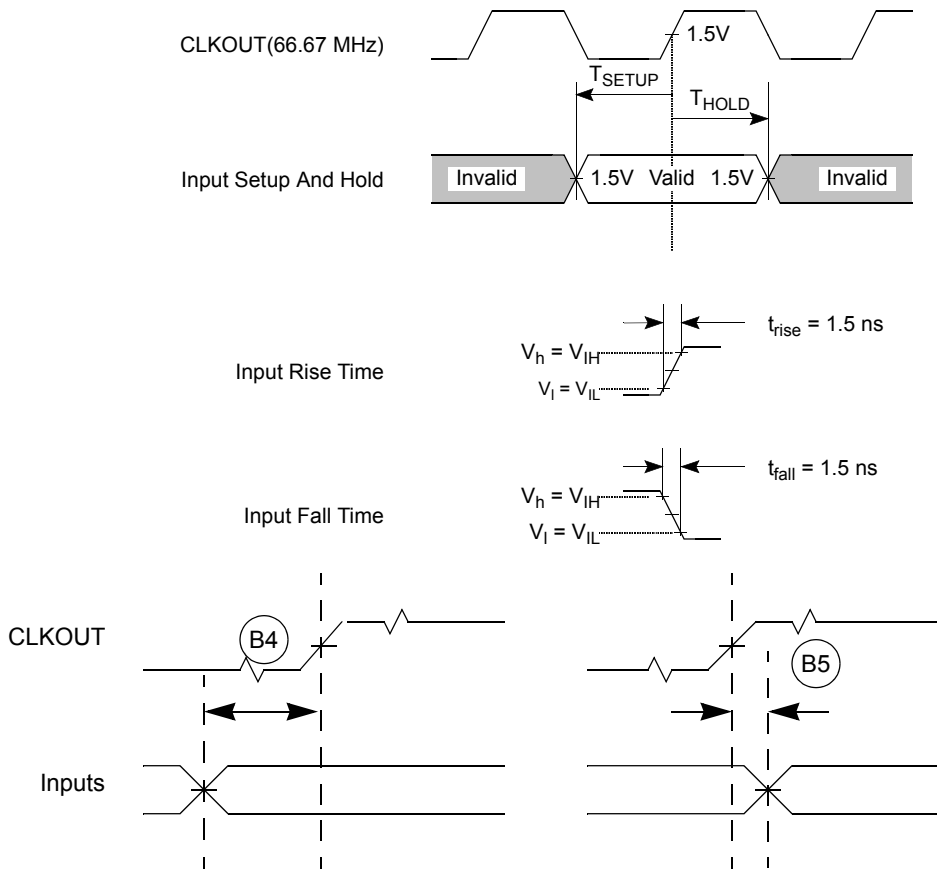 CLKOUT(66.67 MHz)
1.5V
TSETUP
THOLD
Input Setup And Hold
Invalid
1.5V Valid 1.5V
Invalid
trise = 1.5 ns
Vh = VIH
Input Rise Time
Vl = VIL
tfall = 1.5 ns
Vh = VIH
Input Fall Time
Vl = VIL
CLKOUT
B4
B5
Inputs